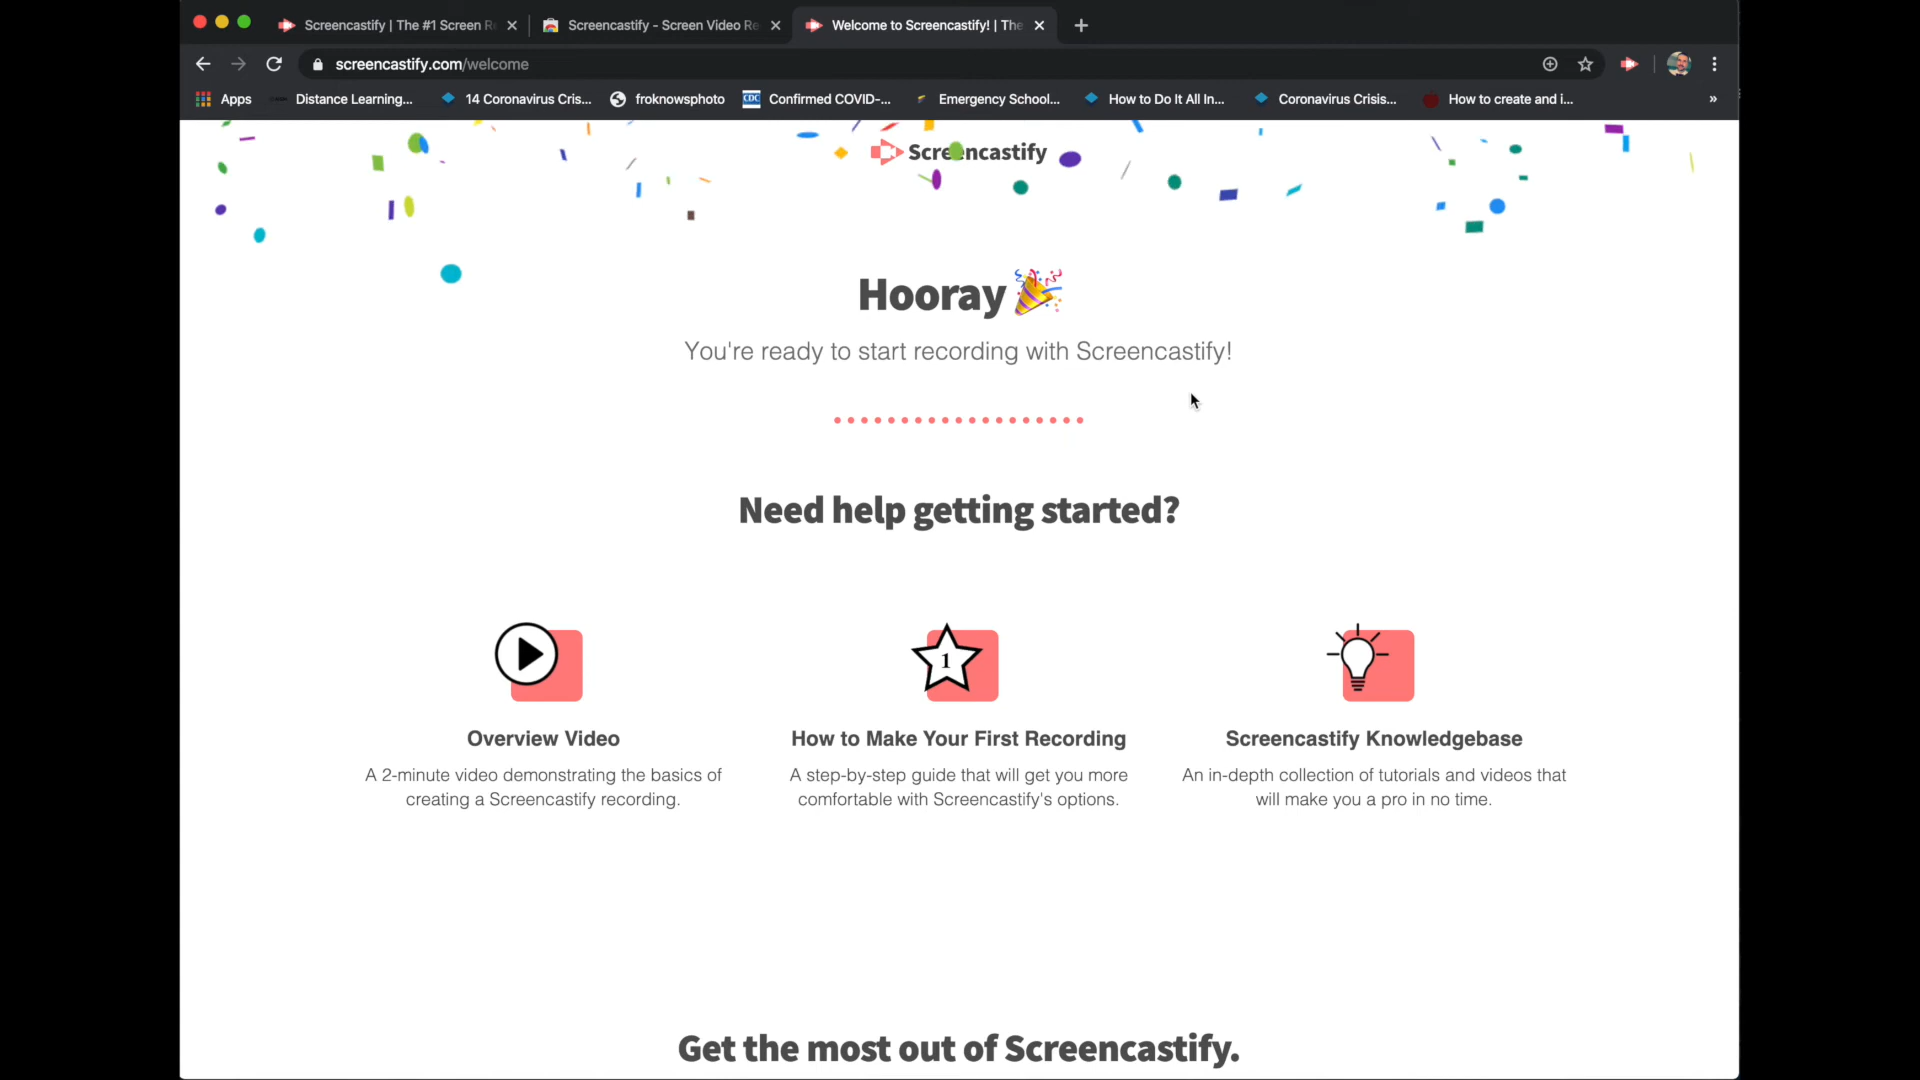 Screencastify | The #1 Screen R
Screencastify - Screen Video Re
Welcome to Screencastify! | The
screencastify.com/welcome
Apps
Distance Learning...
14 Coronavirus Cris...
froknowsphoto
CDC
Confirmed COVID-...
Emergency School...
How to Do It All In...
Coronavirus Crisis...
How to create and i...
»
Screencastify
Hooray
You're ready to start recording with Screencastify!
Need help getting started?
1
Overview Video
A 2-minute video demonstrating the basics of
creating a Screencastify recording.
How to Make Your First Recording
A step-by-step guide that will get you more
comfortable with Screencastify's options.
Screencastify Knowledgebase
An in-depth collection of tutorials and videos that
will make you a pro in no time.
Get the most out of Screencastify.